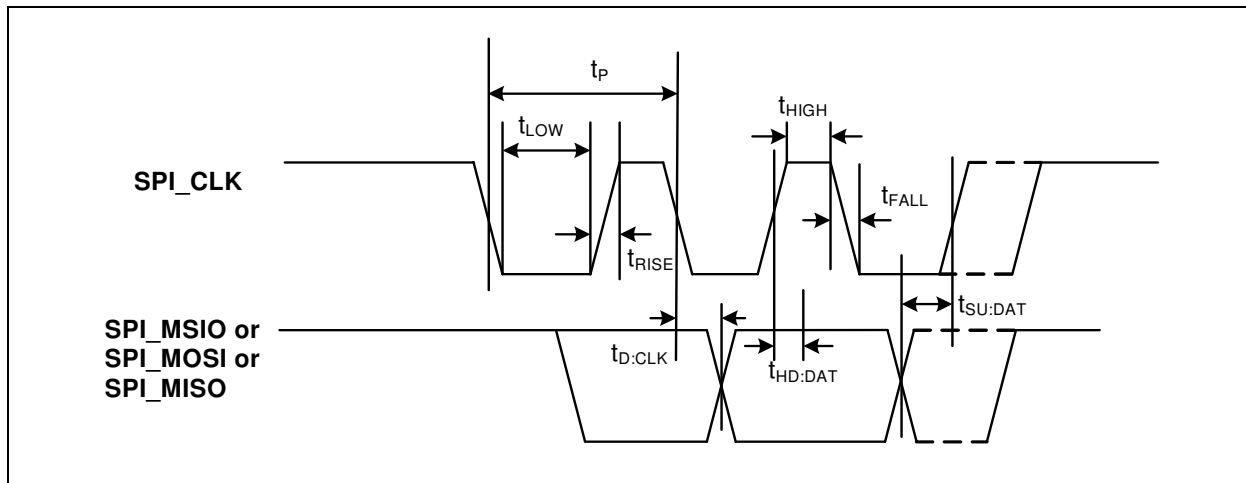 tP
tHIGH
tLOW
SPI_CLK
tFALL
tRISE
tSU:DAT
SPI_MSIO or
SPI_MOSI or
SPI_MISO
tD:CLK
tHD:DAT